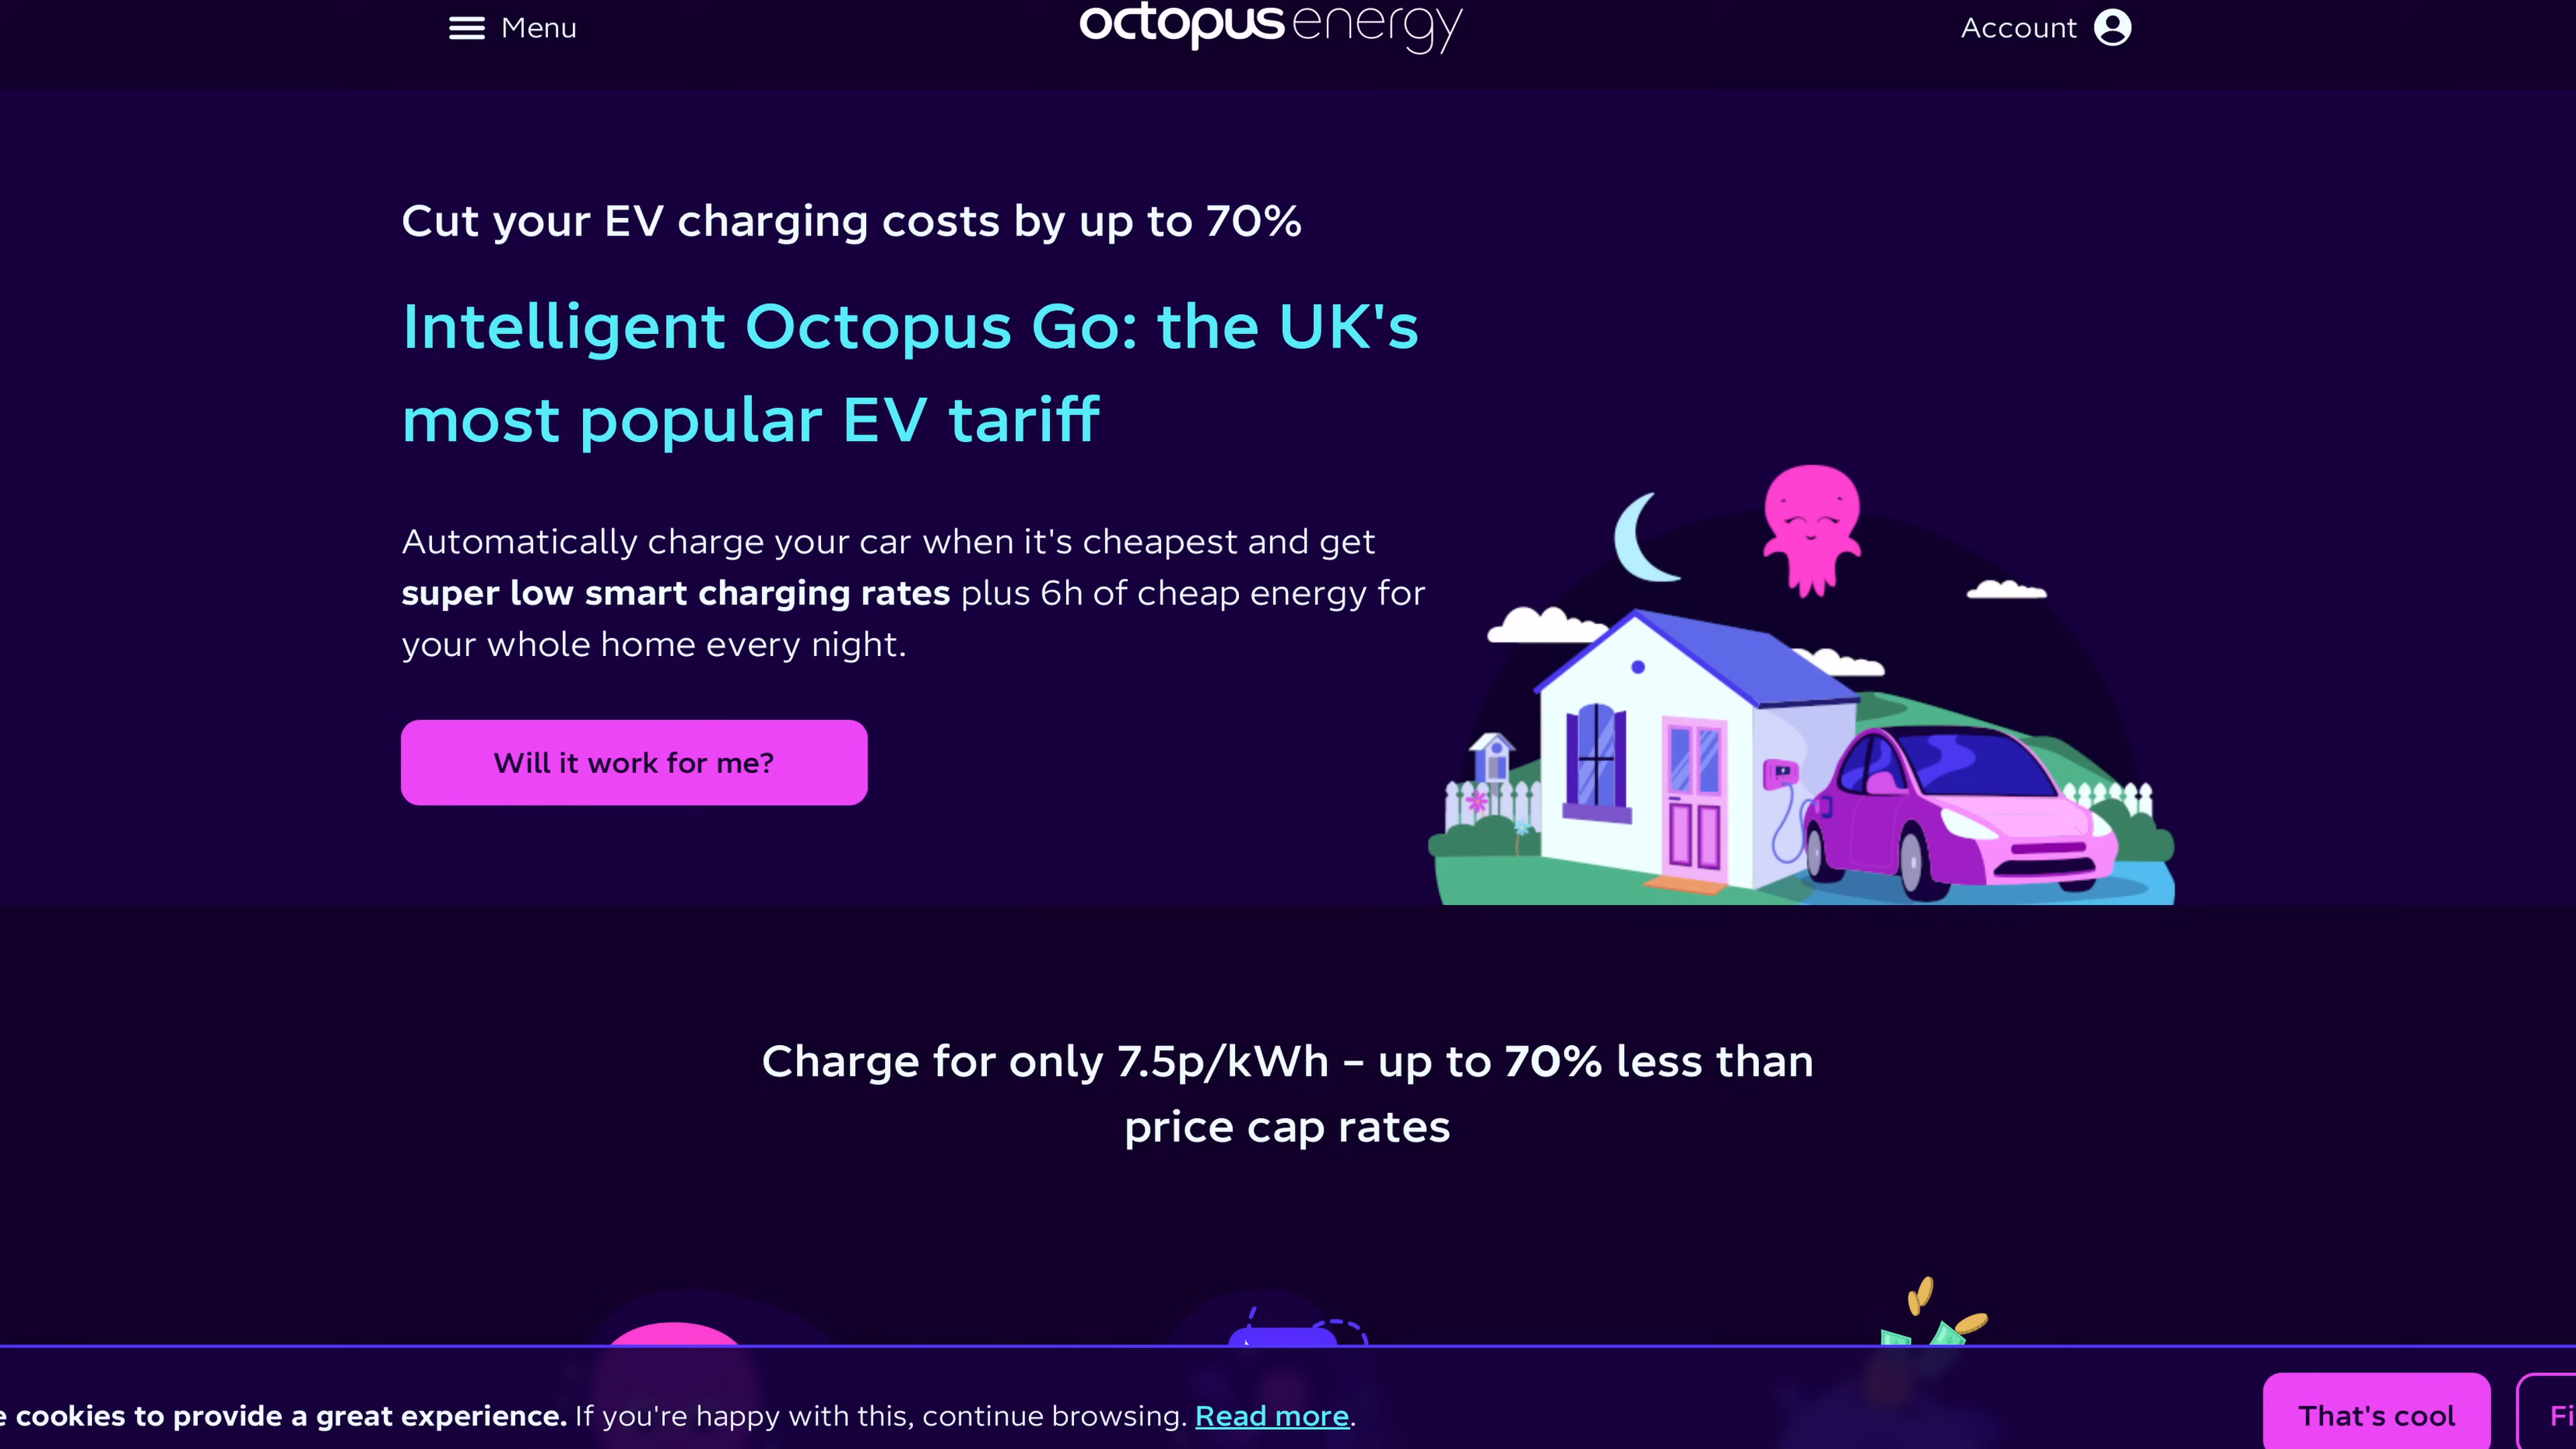 Menu
octopus energy
Account
Cut your EV charging costs by up to 70%
Intelligent Octopus Go: the UK's
most popular EV tariff
Automatically charge your car when it's cheapest and get
super low smart charging rates plus 6h of cheap energy for
your whole home every night.
Will it work for me?
Charge for only 7.5p/kWh – up to 70% less than
price cap rates
cookies to provide a great experience. If you're happy with this, continue browsing. Read more.
That's cool